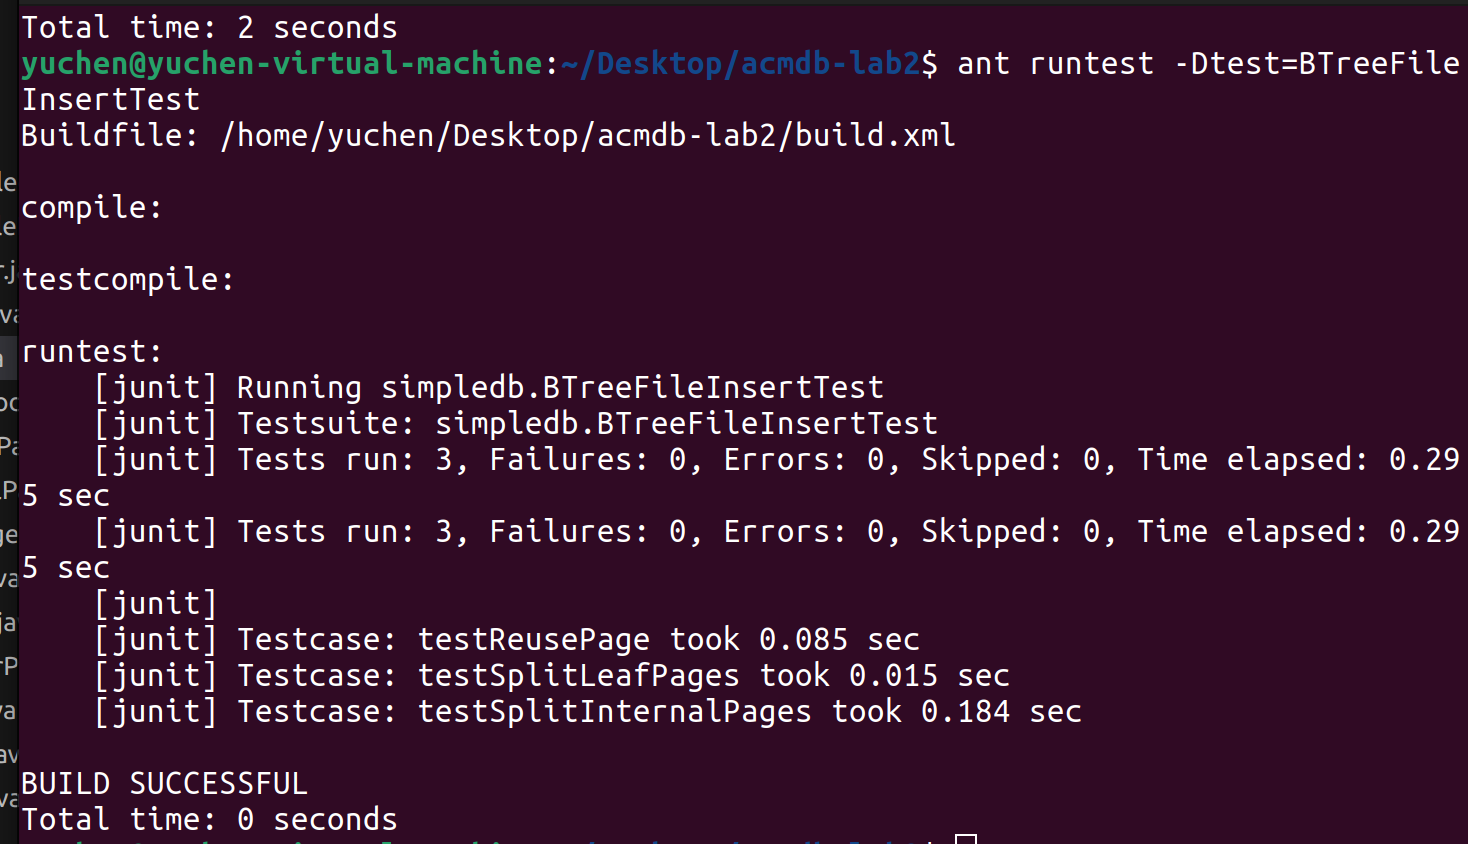 Total time: 2 seconds
yuchen@yuchen-virtual-machine:~/Desktop/acmdb-lab2$ ant runtest -Dtest=BTreeFile
InsertTest
Buildfile: /home/yuchen/Desktop/acmdb-lab2/build.xml
compile:
testcompile:
runtest:
[junit] Running simpledb.BTreeFileInsertTest
[junit] Testsuite: simpledb.BTreeFileInsertTest
[junit] Tests run: 3, Failures: 0, Errors: 0, Skipped: 0, Time elapsed: 0.29
5 sec
[junit] Tests run: 3, Failures: 0, Errors: 0, Skipped: 0, Time elapsed: 0.29
5 sec
[junit]
[junit] Testcase: testReusePage took 0.085 sec
[junit] Testcase: testSplitLeafPages took 0.015 sec
[junit] Testcase: testSplitInternalPages took 0.184 sec
BUILD SUCCESSFUL
Total time: 0 seconds